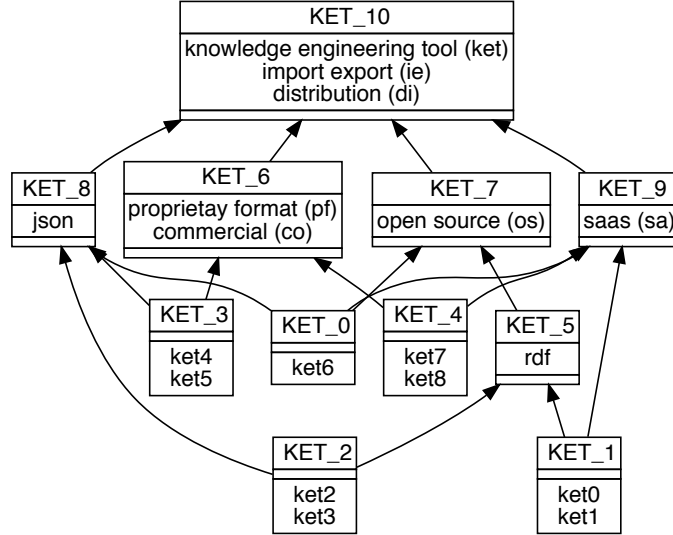 KET_10
knowledge engineering tool (ket)
import export (ie)
distribution (di)
KET_8
json
KET_6
proprietay format (pf)
commercial (co)
KET_7
open source (os)
KET_9
saas (sa)
KET_3
ket4
ket5
KET_0
ket6
KET_4
ket7
ket8
KET_5
rdf
KET_2
ket2
ket3
KET_1
ket0
ket1